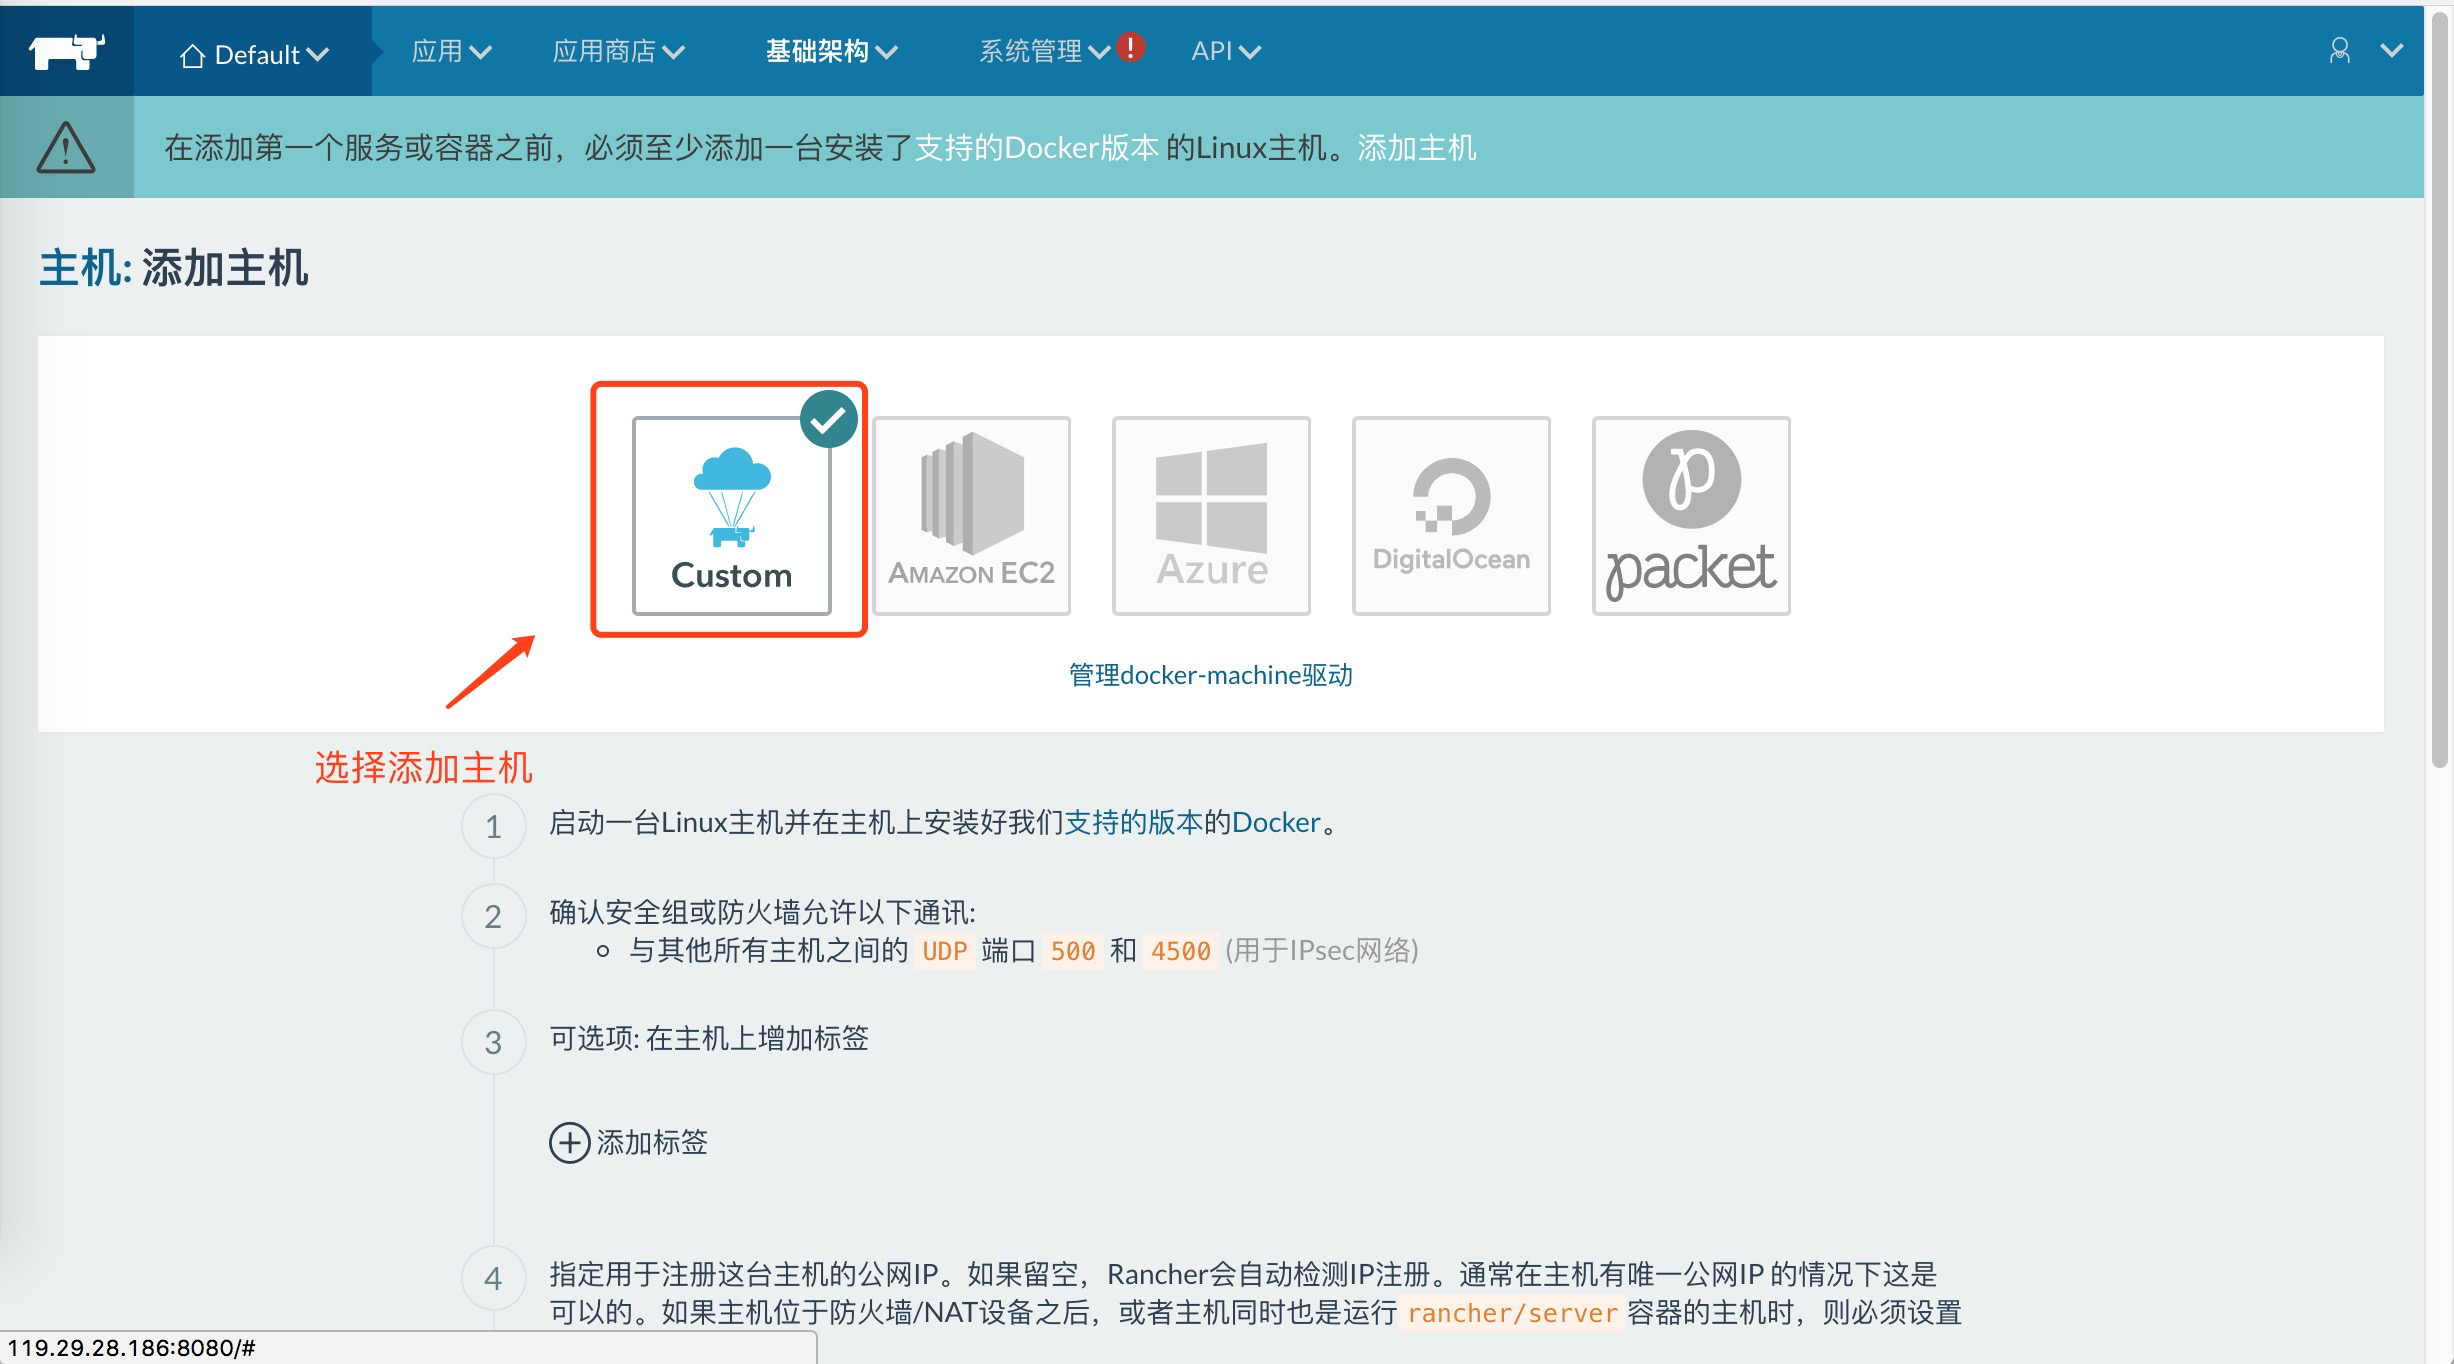 Default 应用 应用商店 基础架构 系统管理 ! API
在添加第一个服务或容器之前，必须至少添加一台安装了支持的Docker版本 的Linux主机。添加主机
主机: 添加主机
Custom
AMAZON EC2
Azure
DigitalOcean
packet
管理docker-machine驱动
选择添加主机
1 启动一台Linux主机并在主机上安装好我们支持的版本的Docker。
2 确认安全组或防火墙允许以下通讯:
与其他所有主机之间的 UDP 端口 500 和 4500 (用于IPsec网络)
3 可选项: 在主机上增加标签
添加标签
4 指定用于注册这台主机的公网IP。如果留空，Rancher会自动检测IP注册。通常在主机有唯一公网IP 的情况下这是
可以的。如果主机位于防火墙/NAT设备之后，或者主机同时也是运行 rancher/server 容器的主机时，则必须设置
119.29.28.186:8080/#